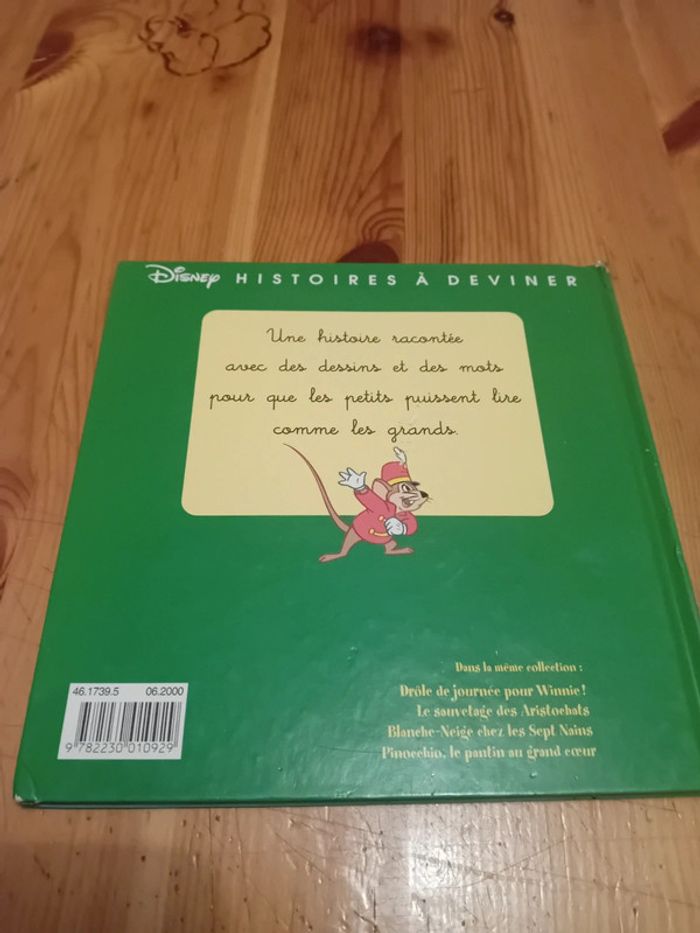 Disney HISTOIRES À DEVINER
Une histoire racontée
avec des dessins et des mots
pour que les petits puissent lire
comme les grands.
Dans la même collection :
Drôle de journée pour Winnie !
Le sauvetage des Aristochats
Blanche-Neige chez les Sept Nains
Pinocchio, le pantin au grand cœur
46.1739.5 06.2000
9 782230 010929